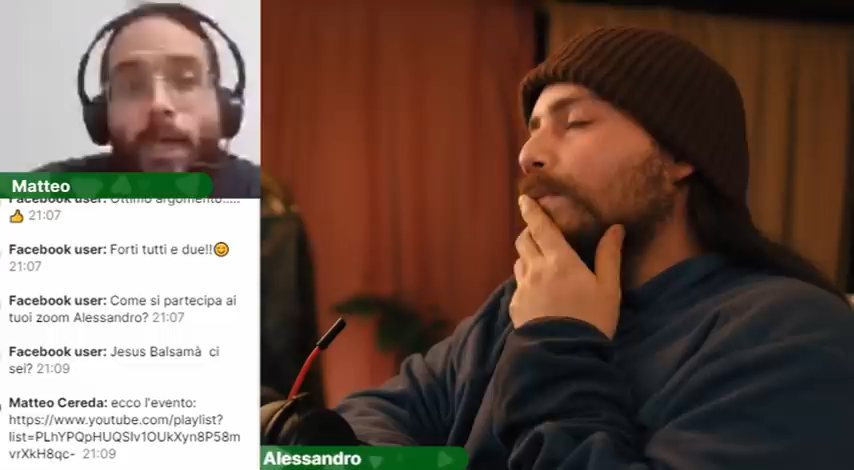 Matteo
Facebook user: Ottimo argomento.....
👍 21:07
Facebook user: Forti tutti e due!!😊
21:07
Facebook user: Come si partecipa ai
tuoi zoom Alessandro? 21:07
Facebook user: Jesus Balsamà ci
sei? 21:09
Matteo Cereda: ecco l'evento:
https://www.youtube.com/playlist?
list=PLhYPQpHUQSlv1OUkXyn8P58m
vrXkH8qc- 21:09
Alessandro